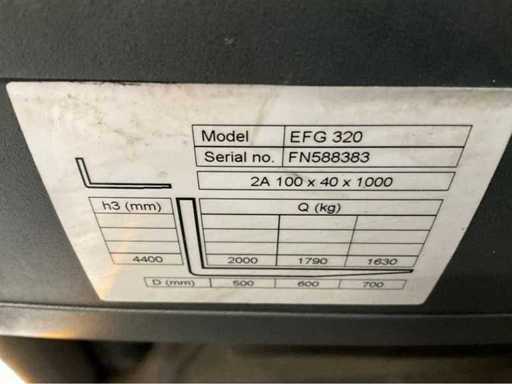 Model EFG 320
Serial no. FN588383
2A 100 x 40 x 1000
h3 (mm) Q (kg)
4400 2000 1790 1630
D (mm) 500 600 700